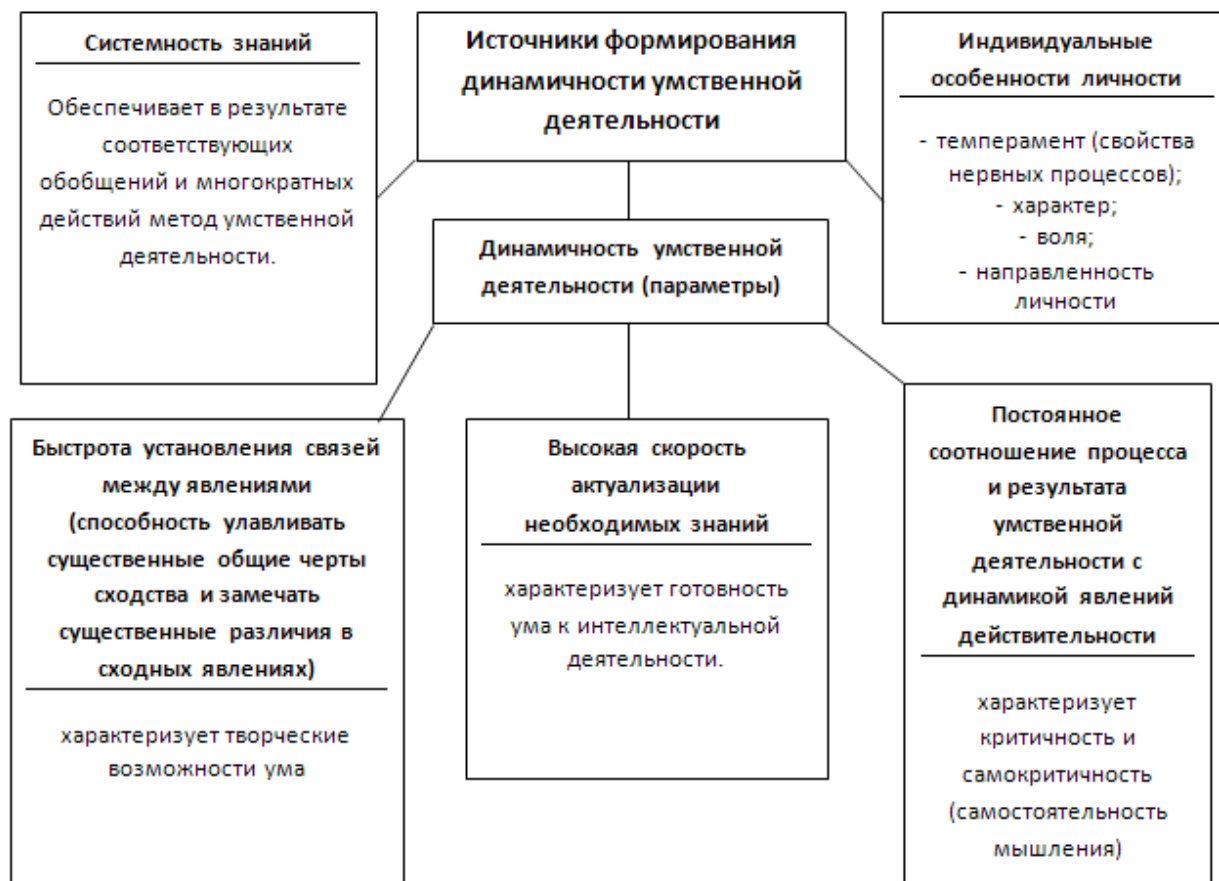 Системность знаний
Обеспечивает в результате
соответствующих
обобщений и многократных
действий метод умственной
деятельности.
Источники формирования
динамичности умственной
деятельности
Индивидуальные
особенности личности
- темперамент (свойства
нервных процессов);
- характер;
- воля;
- направленность
личности
Динамичность умственной
деятельности (параметры)
Быстрота установления связей
между явлениями
(способность улавливать
существенные общие черты
сходства и замечать
существенные различия в
сходных явлениях)
характеризует творческие
возможности ума
Высокая скорость
актуализации
необходимых знаний
характеризует готовность
ума к интеллектуальной
деятельности.
Постоянное
соотношение процесса
и результата
умственной
деятельности с
динамикой явлений
действительности
характеризует
критичность и
самокритичность
(самостоятельность
мышления)